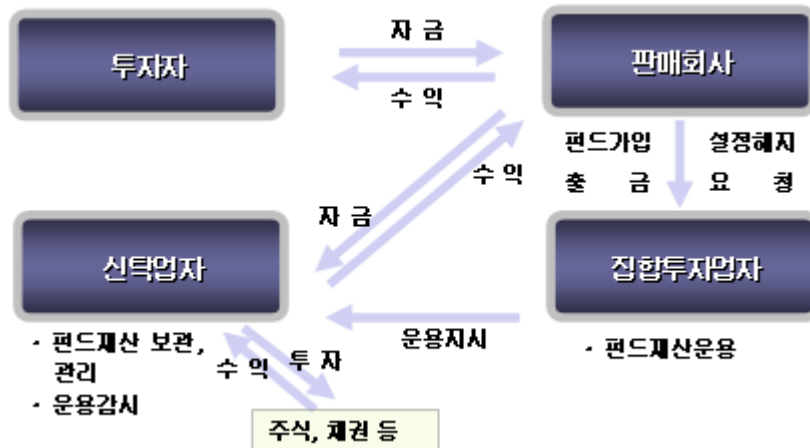 자 금
투자자
판매회사
수 익
펀드가입 설정해지
출 금 요 청
수 익
자 금
신탁업자
집합투자업자
운용지시
· 펀드재산 보관,
관리
· 운용감시
수 익
투 자
· 펀드재산운용
주식, 채권 등